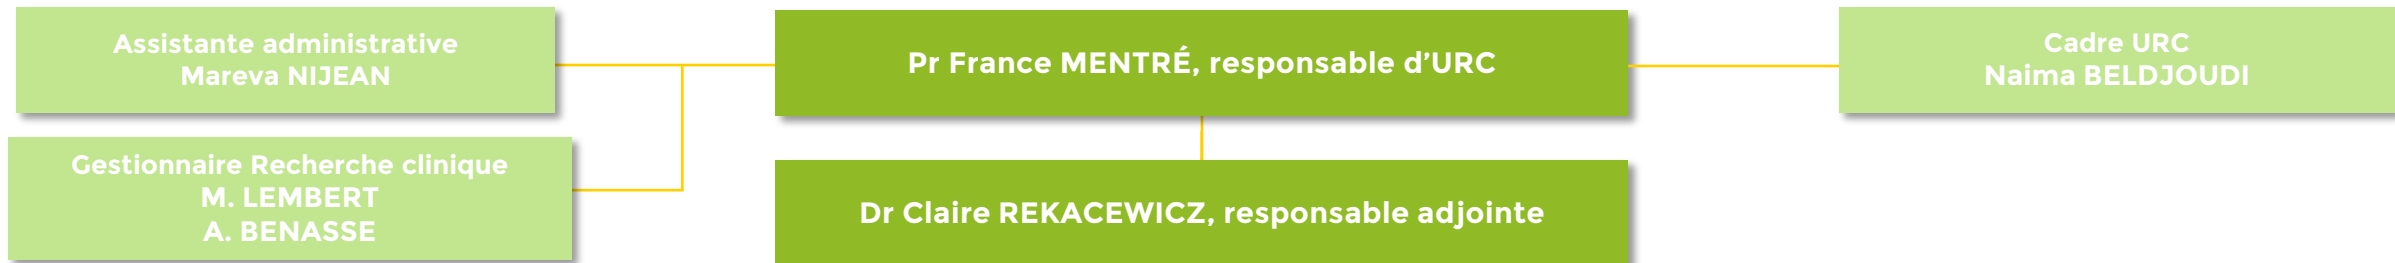 Assistante administrative
Mareva NIJEAN
Pr France MENTRÉ, responsable d’URC
Cadre URC
Naima BELDJOUDI
Gestionnaire Recherche clinique
M. LEMBERT
A. BENASSE
Dr Claire REKACEWICZ, responsable adjointe